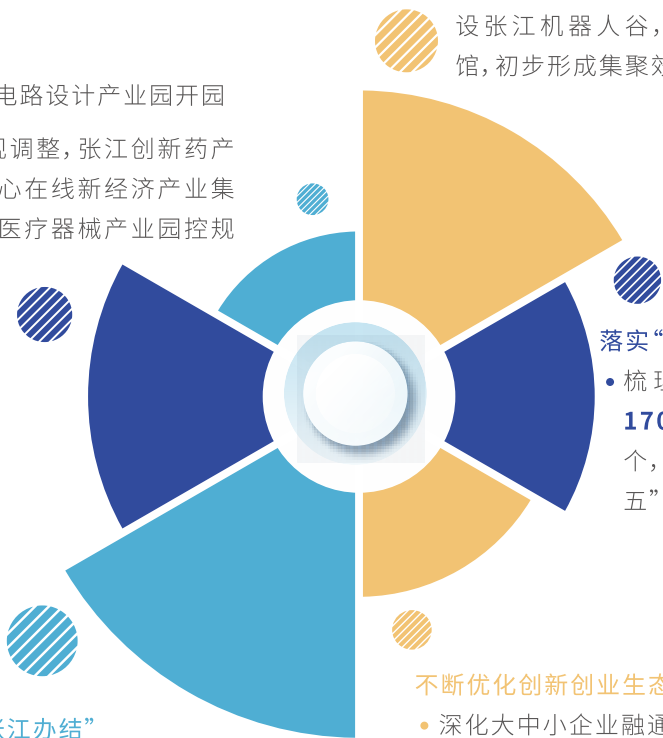 设张江机器人谷，
馆，初步形成集聚效
电路设计产业园开园
规调整，张江创新药产
心在线新经济产业集
医疗器械产业园控规
落实“
• 梳理
170
个，
五”
张江办结”
不断优化创新创业生态
• 深化大中小企业融通